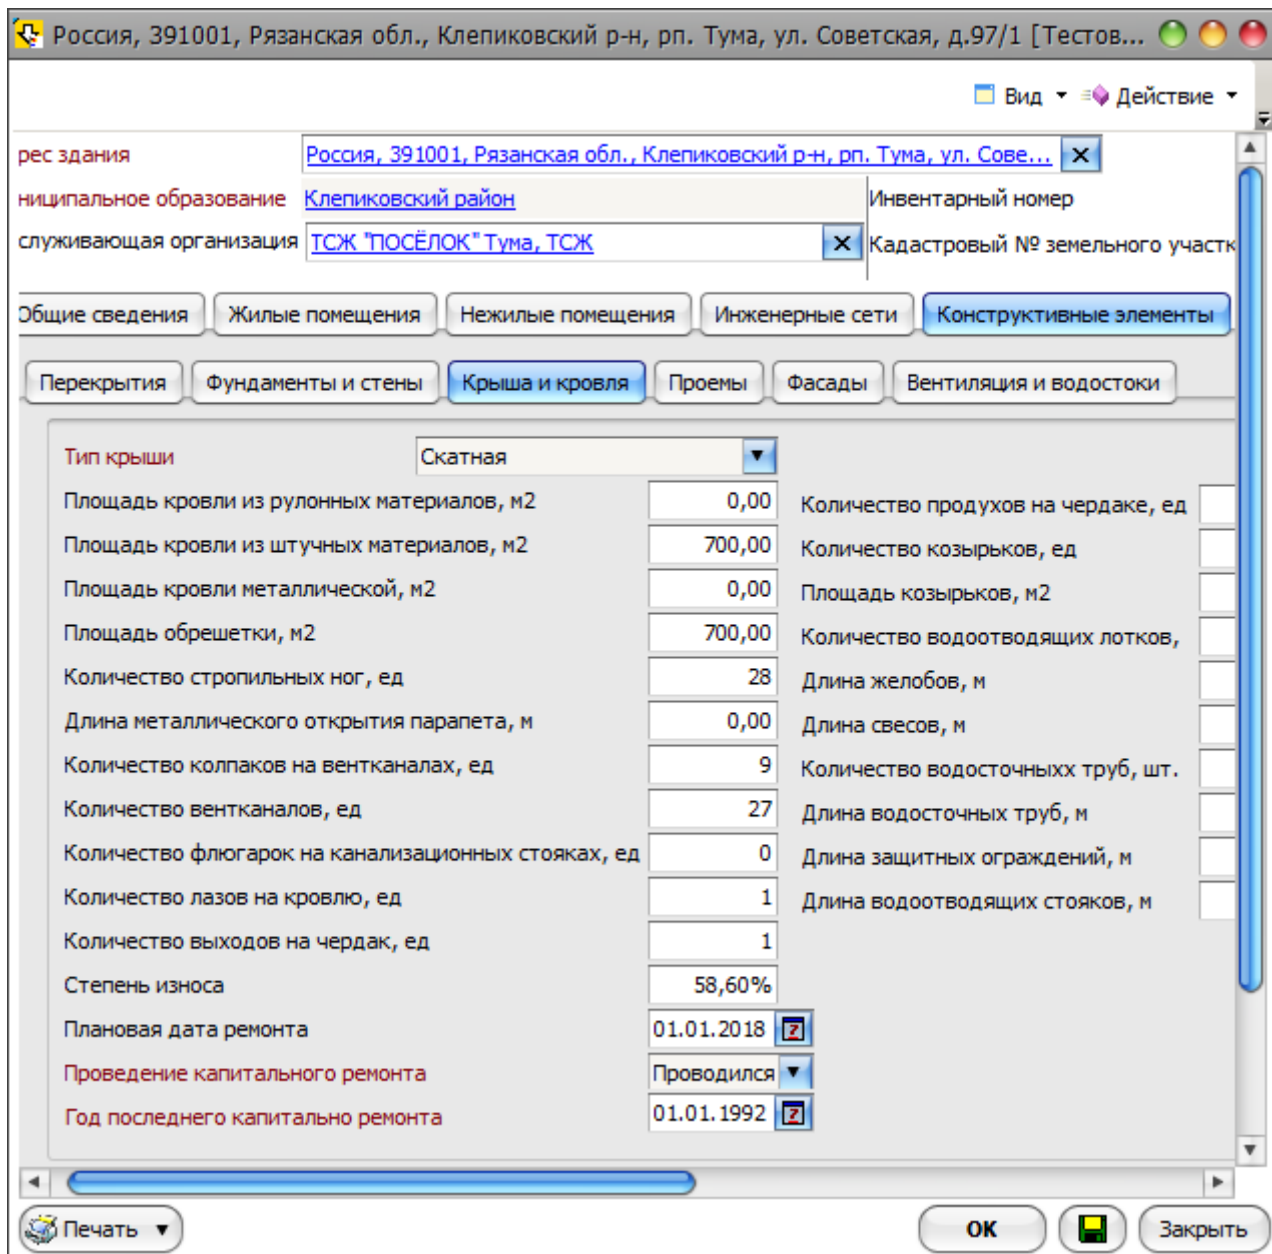 Россия, 391001, Рязанская обл., Клепиковский р-н, рп. Тума, ул. Советская, д.97/1 [Тестов...
Вид Действие
рес здания Россия, 391001, Рязанская обл., Клепиковский р-н, рп. Тума, ул. Сове...
ниципальное образование Клепиковский район Инвентарный номер
служивающая организация ТСЖ "ПОСЁЛОК" Тума, ТСЖ Кадастровый № земельного участк
Общие сведения Жилые помещения Нежилые помещения Инженерные сети Конструктивные элементы
Перекрытия Фундаменты и стены Крыша и кровля Проемы Фасады Вентиляция и водостоки
Тип крыши Скатная
Площадь кровли из рулонных материалов, м2 0,00 Количество продухов на чердаке, ед
Площадь кровли из штучных материалов, м2 700,00 Количество козырьков, ед
Площадь кровли металлической, м2 0,00 Площадь козырьков, м2
Площадь обрешетки, м2 700,00 Количество водоотводящих лотков,
Количество стропильных ног, ед 28 Длина желобов, м
Длина металлического открытия парапета, м 0,00 Длина свесов, м
Количество колпаков на вентканалах, ед 9 Количество водосточныхх труб, шт.
Количество вентканалов, ед 27 Длина водосточных труб, м
Количество флюгарок на канализационных стояках, ед 0 Длина защитных ограждений, м
Количество лазов на кровлю, ед 1 Длина водоотводящих стояков, м
Количество выходов на чердак, ед 1
Степень износа 58,60%
Плановая дата ремонта 01.01.2018
Проведение капитального ремонта Проводился
Год последнего капитально ремонта 01.01.1992
Печать ОК Закрыть